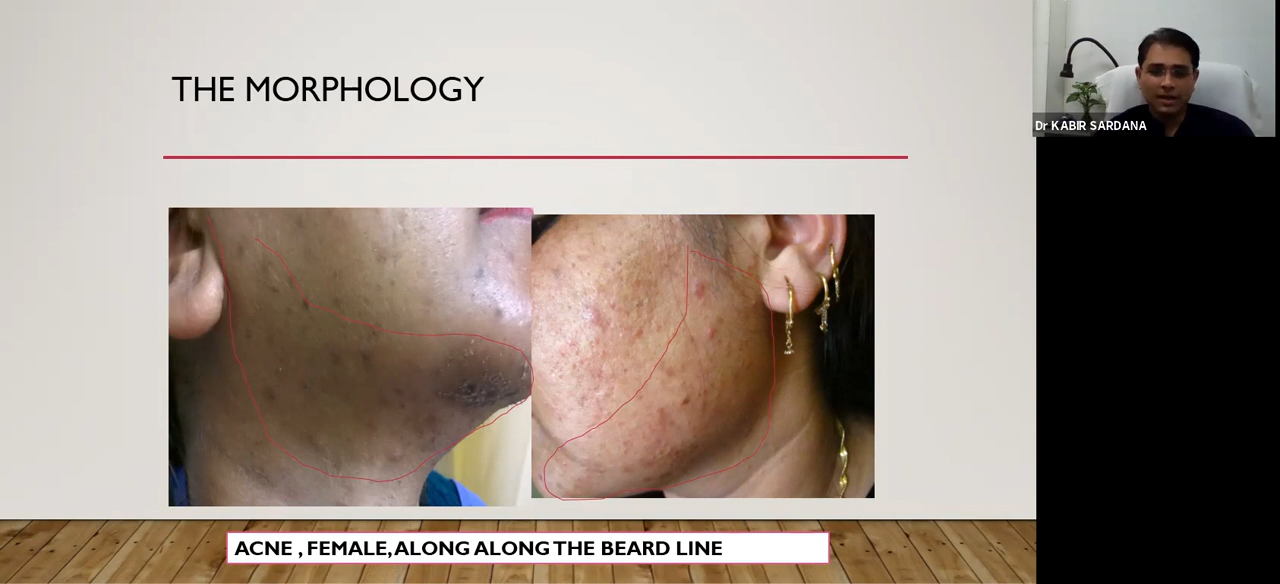 THE MORPHOLOGY
Dr KABIR SARDANA
ACNE , FEMALE,ALONG ALONG THE BEARD LINE